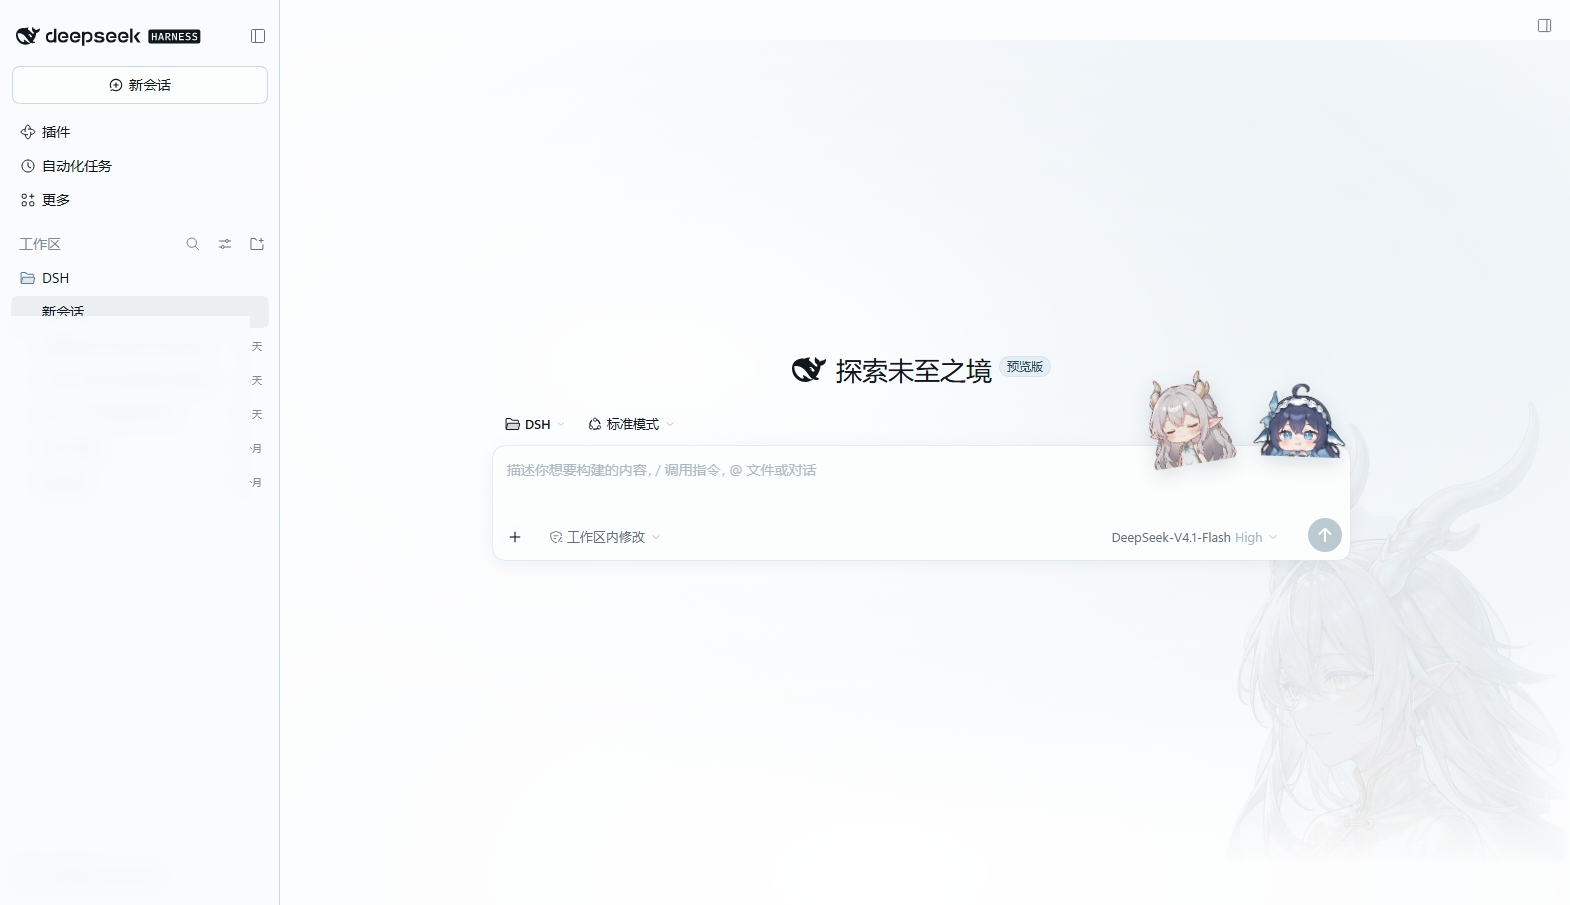 deepseek HARNESS
新会话
插件
自动化任务
更多
工作区
DSH
新会话
天
天
天
月
月
探索未至之境 预览版
DSH 标准模式
描述你想要构建的内容, / 调用指令, @ 文件或对话
工作区内修改 DeepSeek-V4.1-Flash High